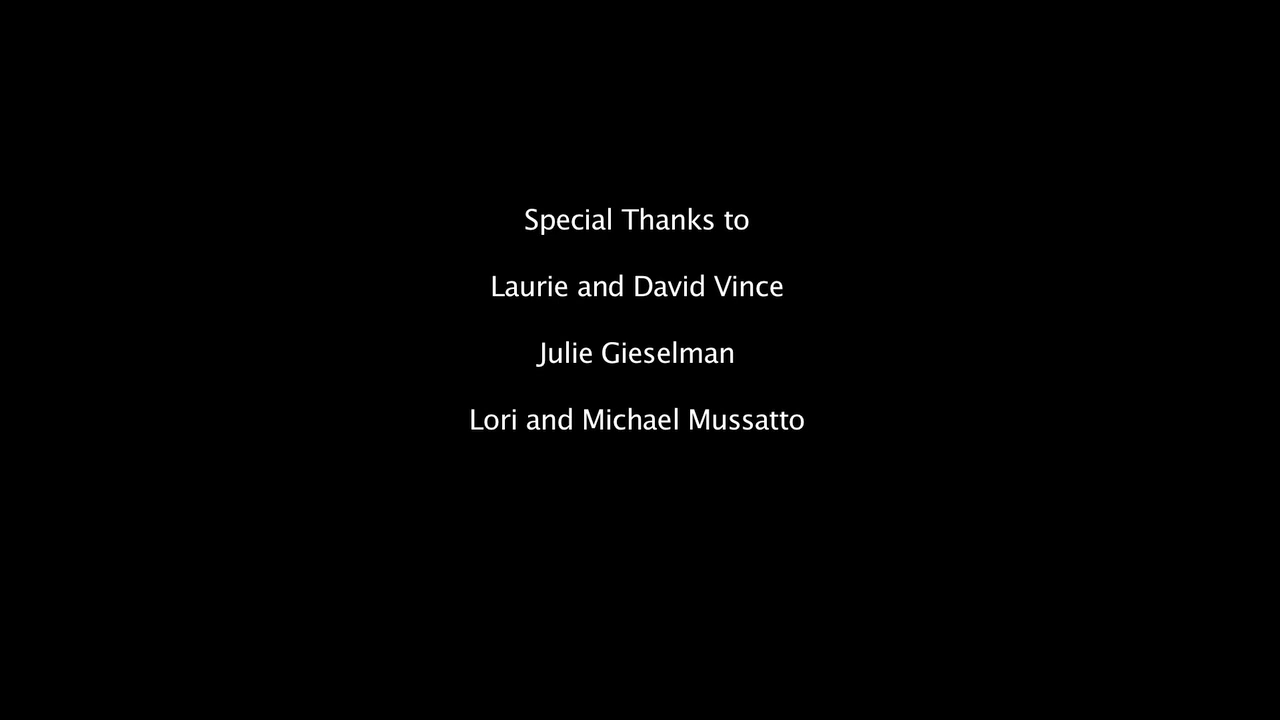 Special Thanks to
Laurie and David Vince
Julie Gieselman
Lori and Michael Mussatto